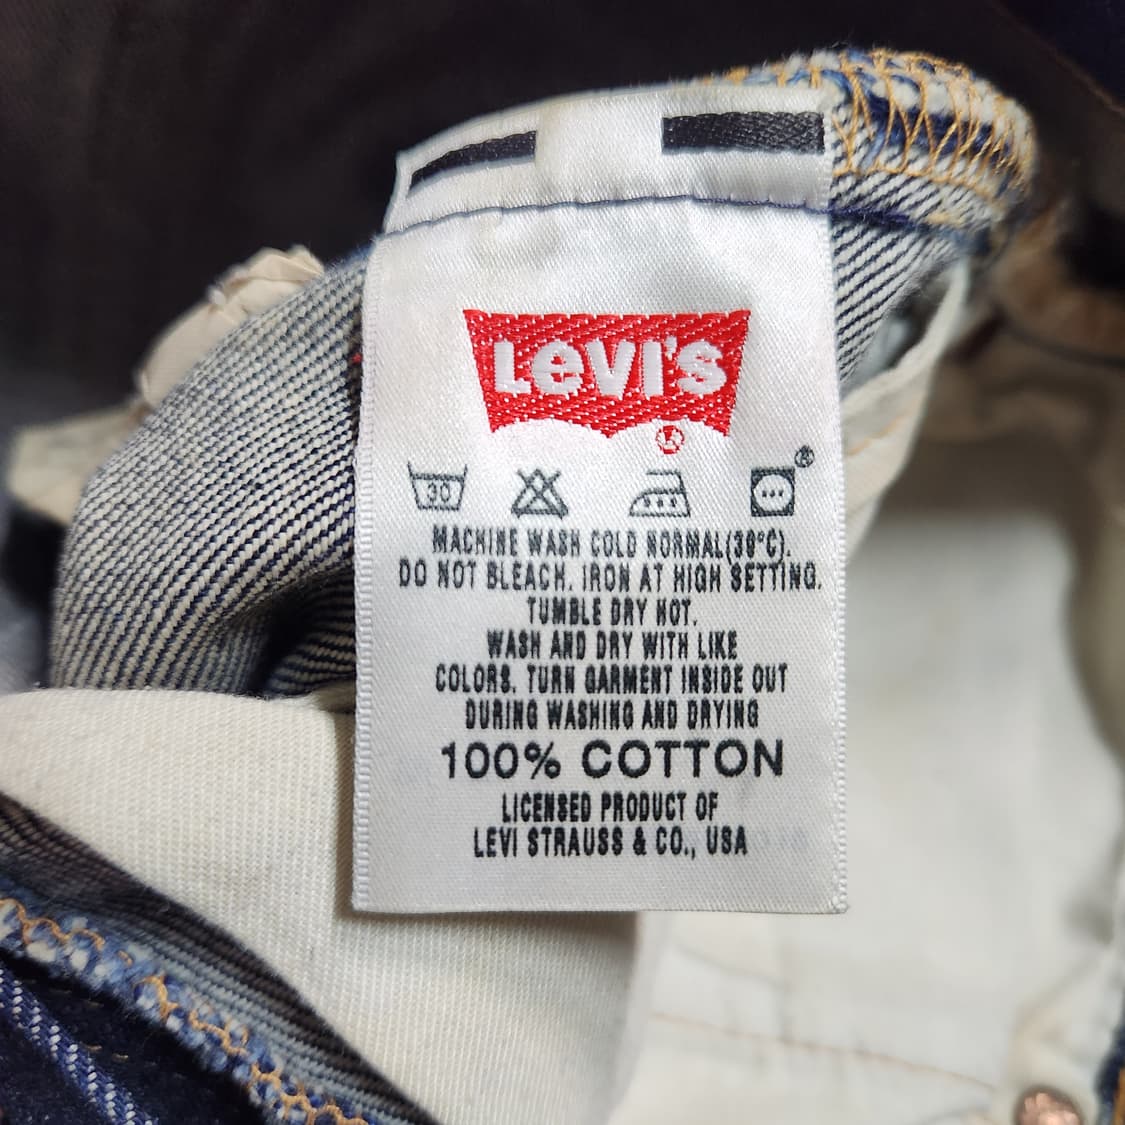 LEVI'S
®
30
®
MACHINE WASH COLD NORMAL(30°C).
DO NOT BLEACH. IRON AT HIGH SETTING.
TUMBLE DRY HOT.
WASH AND DRY WITH LIKE
COLORS. TURN GARMENT INSIDE OUT
DURING WASHING AND DRYING
100% COTTON
LICENSED PRODUCT OF
LEVI STRAUSS & CO., USA